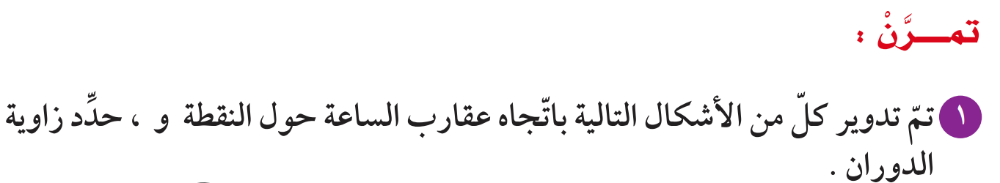 تمـــرَّنْ :
١ تمّ تدوير كلّ من الأشكال التالية باتّجاه عقارب الساعة حول النقطة و ، حدِّد زاوية
الدوران .